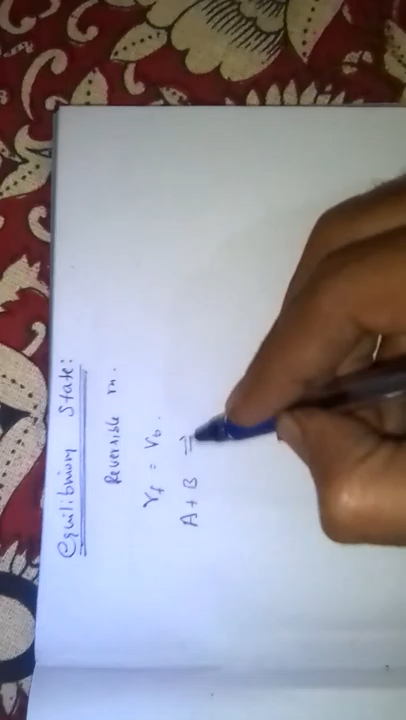 Equilibrium State:
Reversible rn.
rf = rb.
A + B ⇌